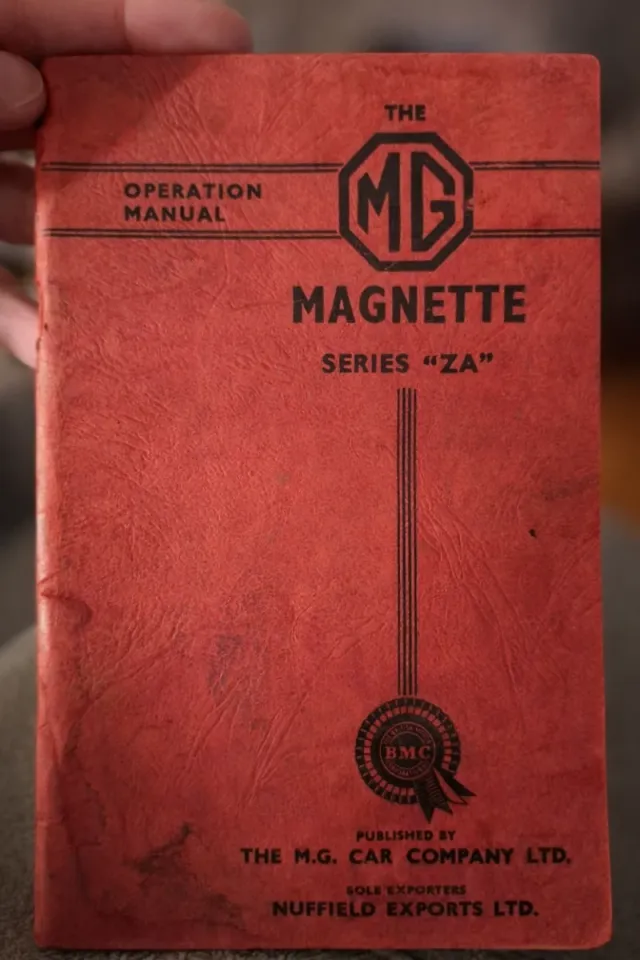 THE
MG
OPERATION
MANUAL
MAGNETTE
SERIES “ZA”
BMC
PUBLISHED BY
THE M.G. CAR COMPANY LTD.
SOLE EXPORTERS
NUFFIELD EXPORTS LTD.